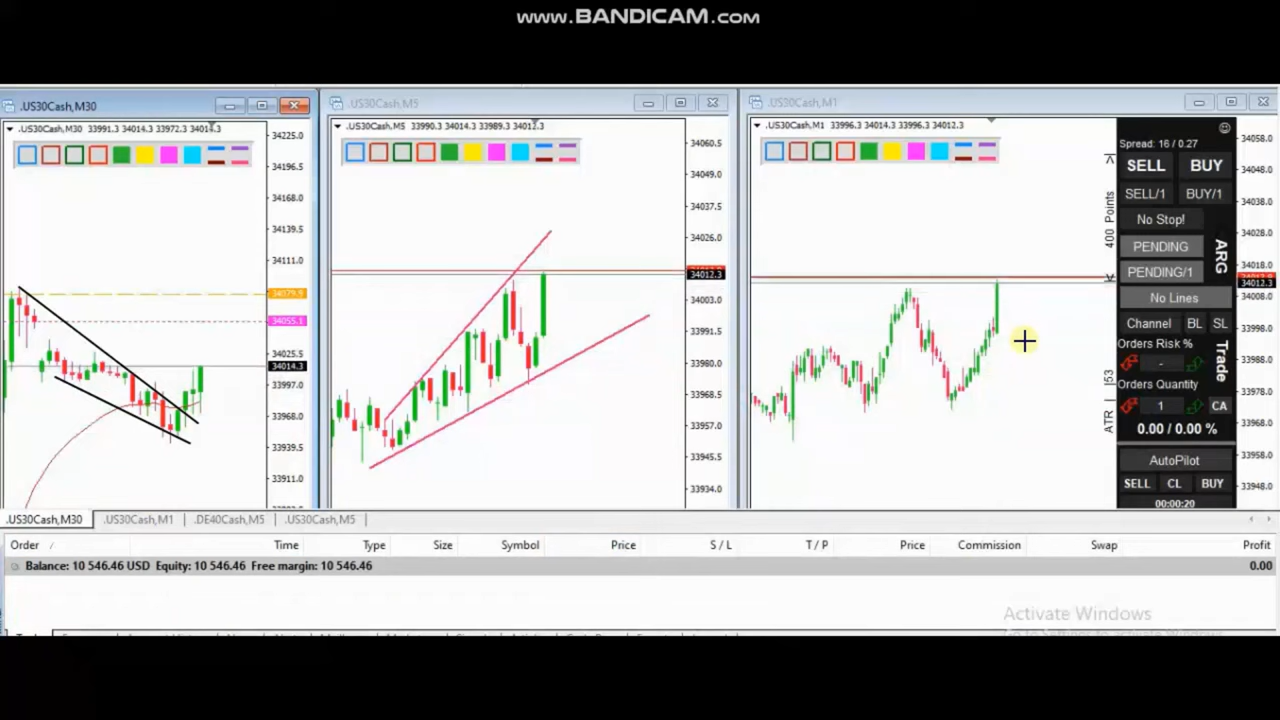 www.BANDICAM.com
.US30Cash,M30
.US30Cash,M5
.US30Cash,M1
.US30Cash,M30 33991.3 34014.3 33972.3 34014.3
34225.0
34196.5
34168.0
34139.5
34111.0
34079.9
34055.1
34025.5
34014.3
33997.0
33968.0
33939.5
33911.0
.US30Cash,M5 33990.3 34014.3 33989.3 34012.3
34060.5
34049.0
34037.5
34026.0
34012.3
34003.0
33991.5
33980.0
33968.5
33957.0
33945.5
33934.0
.US30Cash,M1 33996.3 34014.3 33996.3 34012.3
400 Points
ATR | |53
Spread: 16 / 0.27
SELL BUY
SELL/1 BUY/1
No Stop!
PENDING
PENDING/1
No Lines
Channel BL SL
Orders Risk %
-
Orders Quantity
1 CA
0.00 / 0.00 %
AutoPilot
SELL CL BUY
00:00:20
ARG
Trade
34058.0
34048.0
34038.0
34028.0
34018.0
34012.3
34008.0
33998.0
33988.0
33978.0
33968.0
33958.0
33948.0
.US30Cash,M30 .US30Cash,M1 .DE40Cash,M5 .US30Cash,M5
Order / Time Type Size Symbol Price S / L T / P Price Commission Swap Profit
Balance: 10 546.46 USD Equity: 10 546.46 Free margin: 10 546.46 0.00
Activate Windows